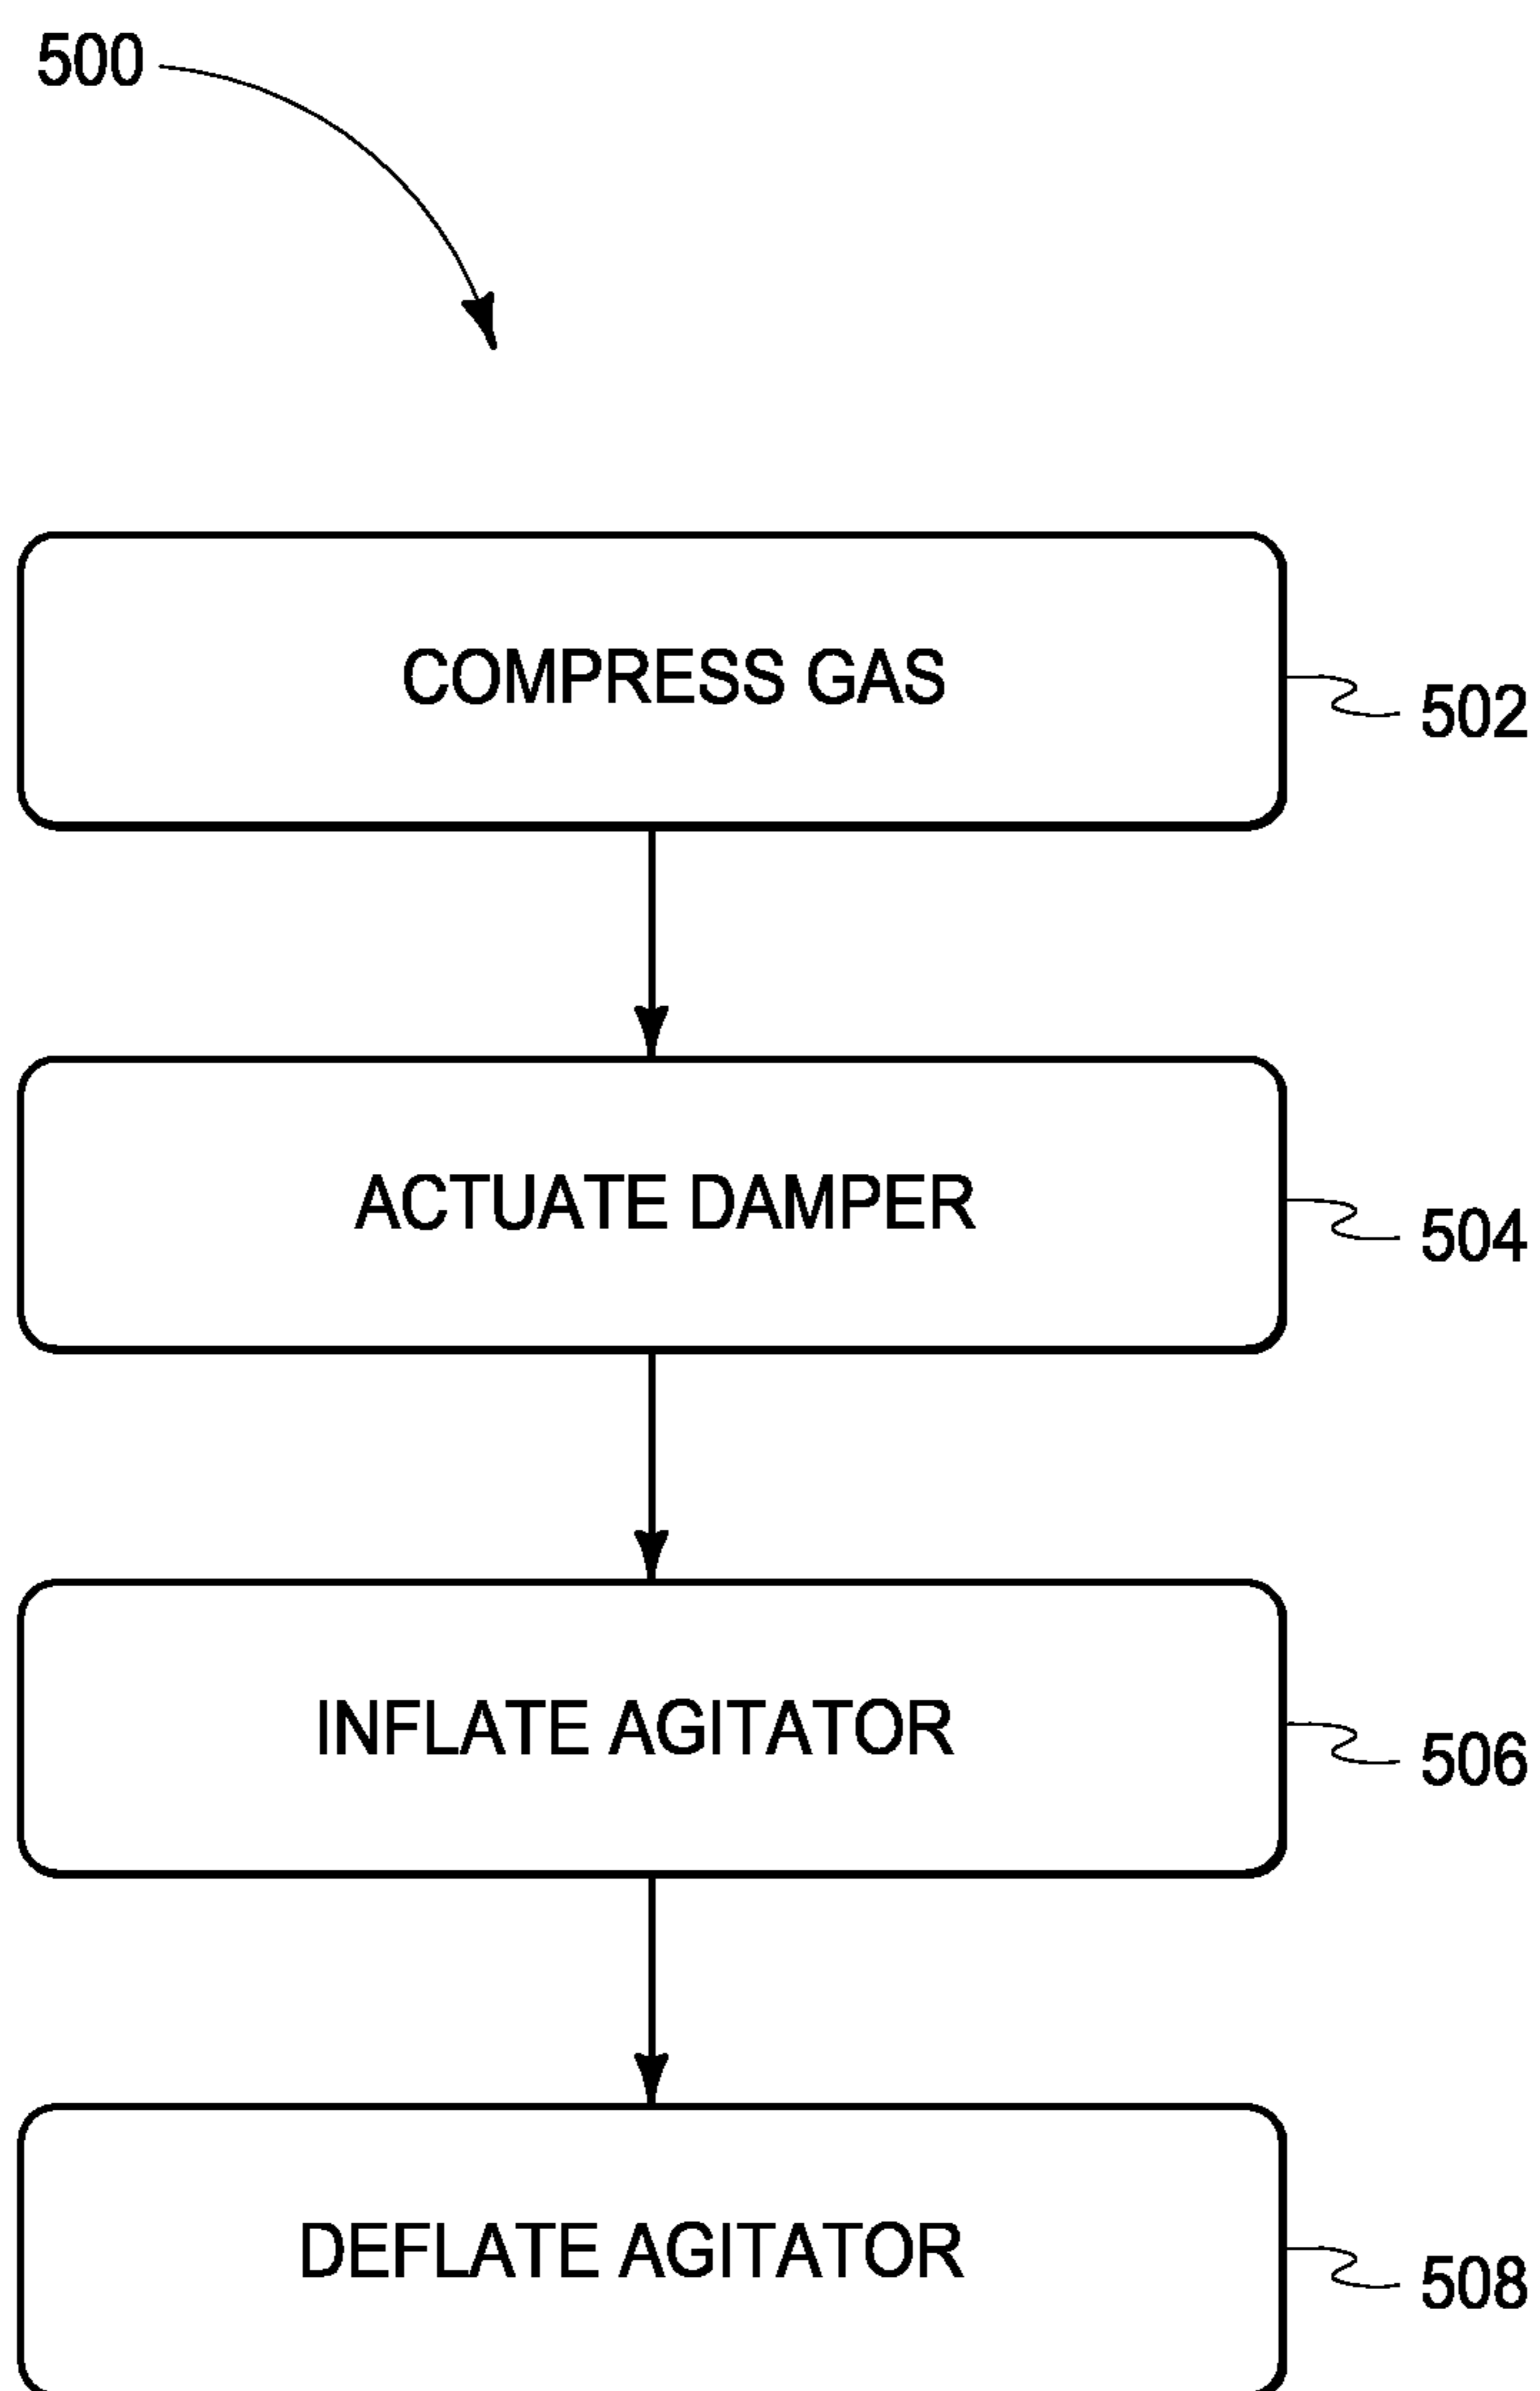 500
COMPRESS GAS
502
ACTUATE DAMPER
504
INFLATE AGITATOR
506
DEFLATE AGITATOR
508